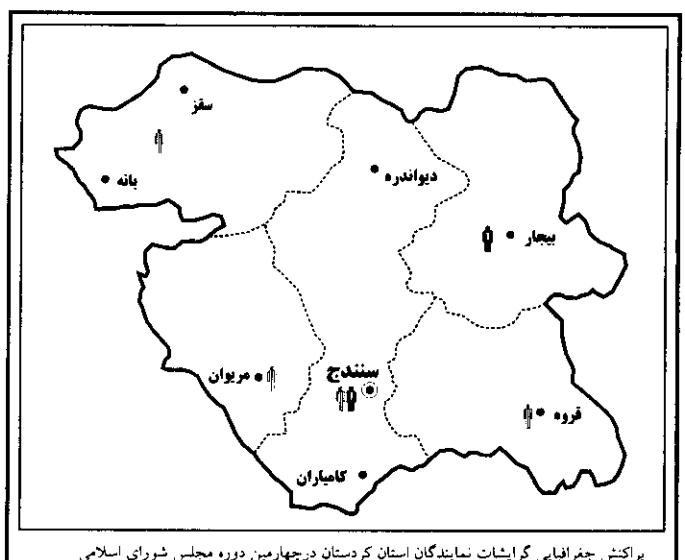 سقز
بانه
دیواندره
بیجار
سنندج
مریوان
قروه
کامیاران
پراکنش جغرافیایی گرایشات نمایندگان استان کردستان درچهارمین دوره مجلس شورای اسلامی